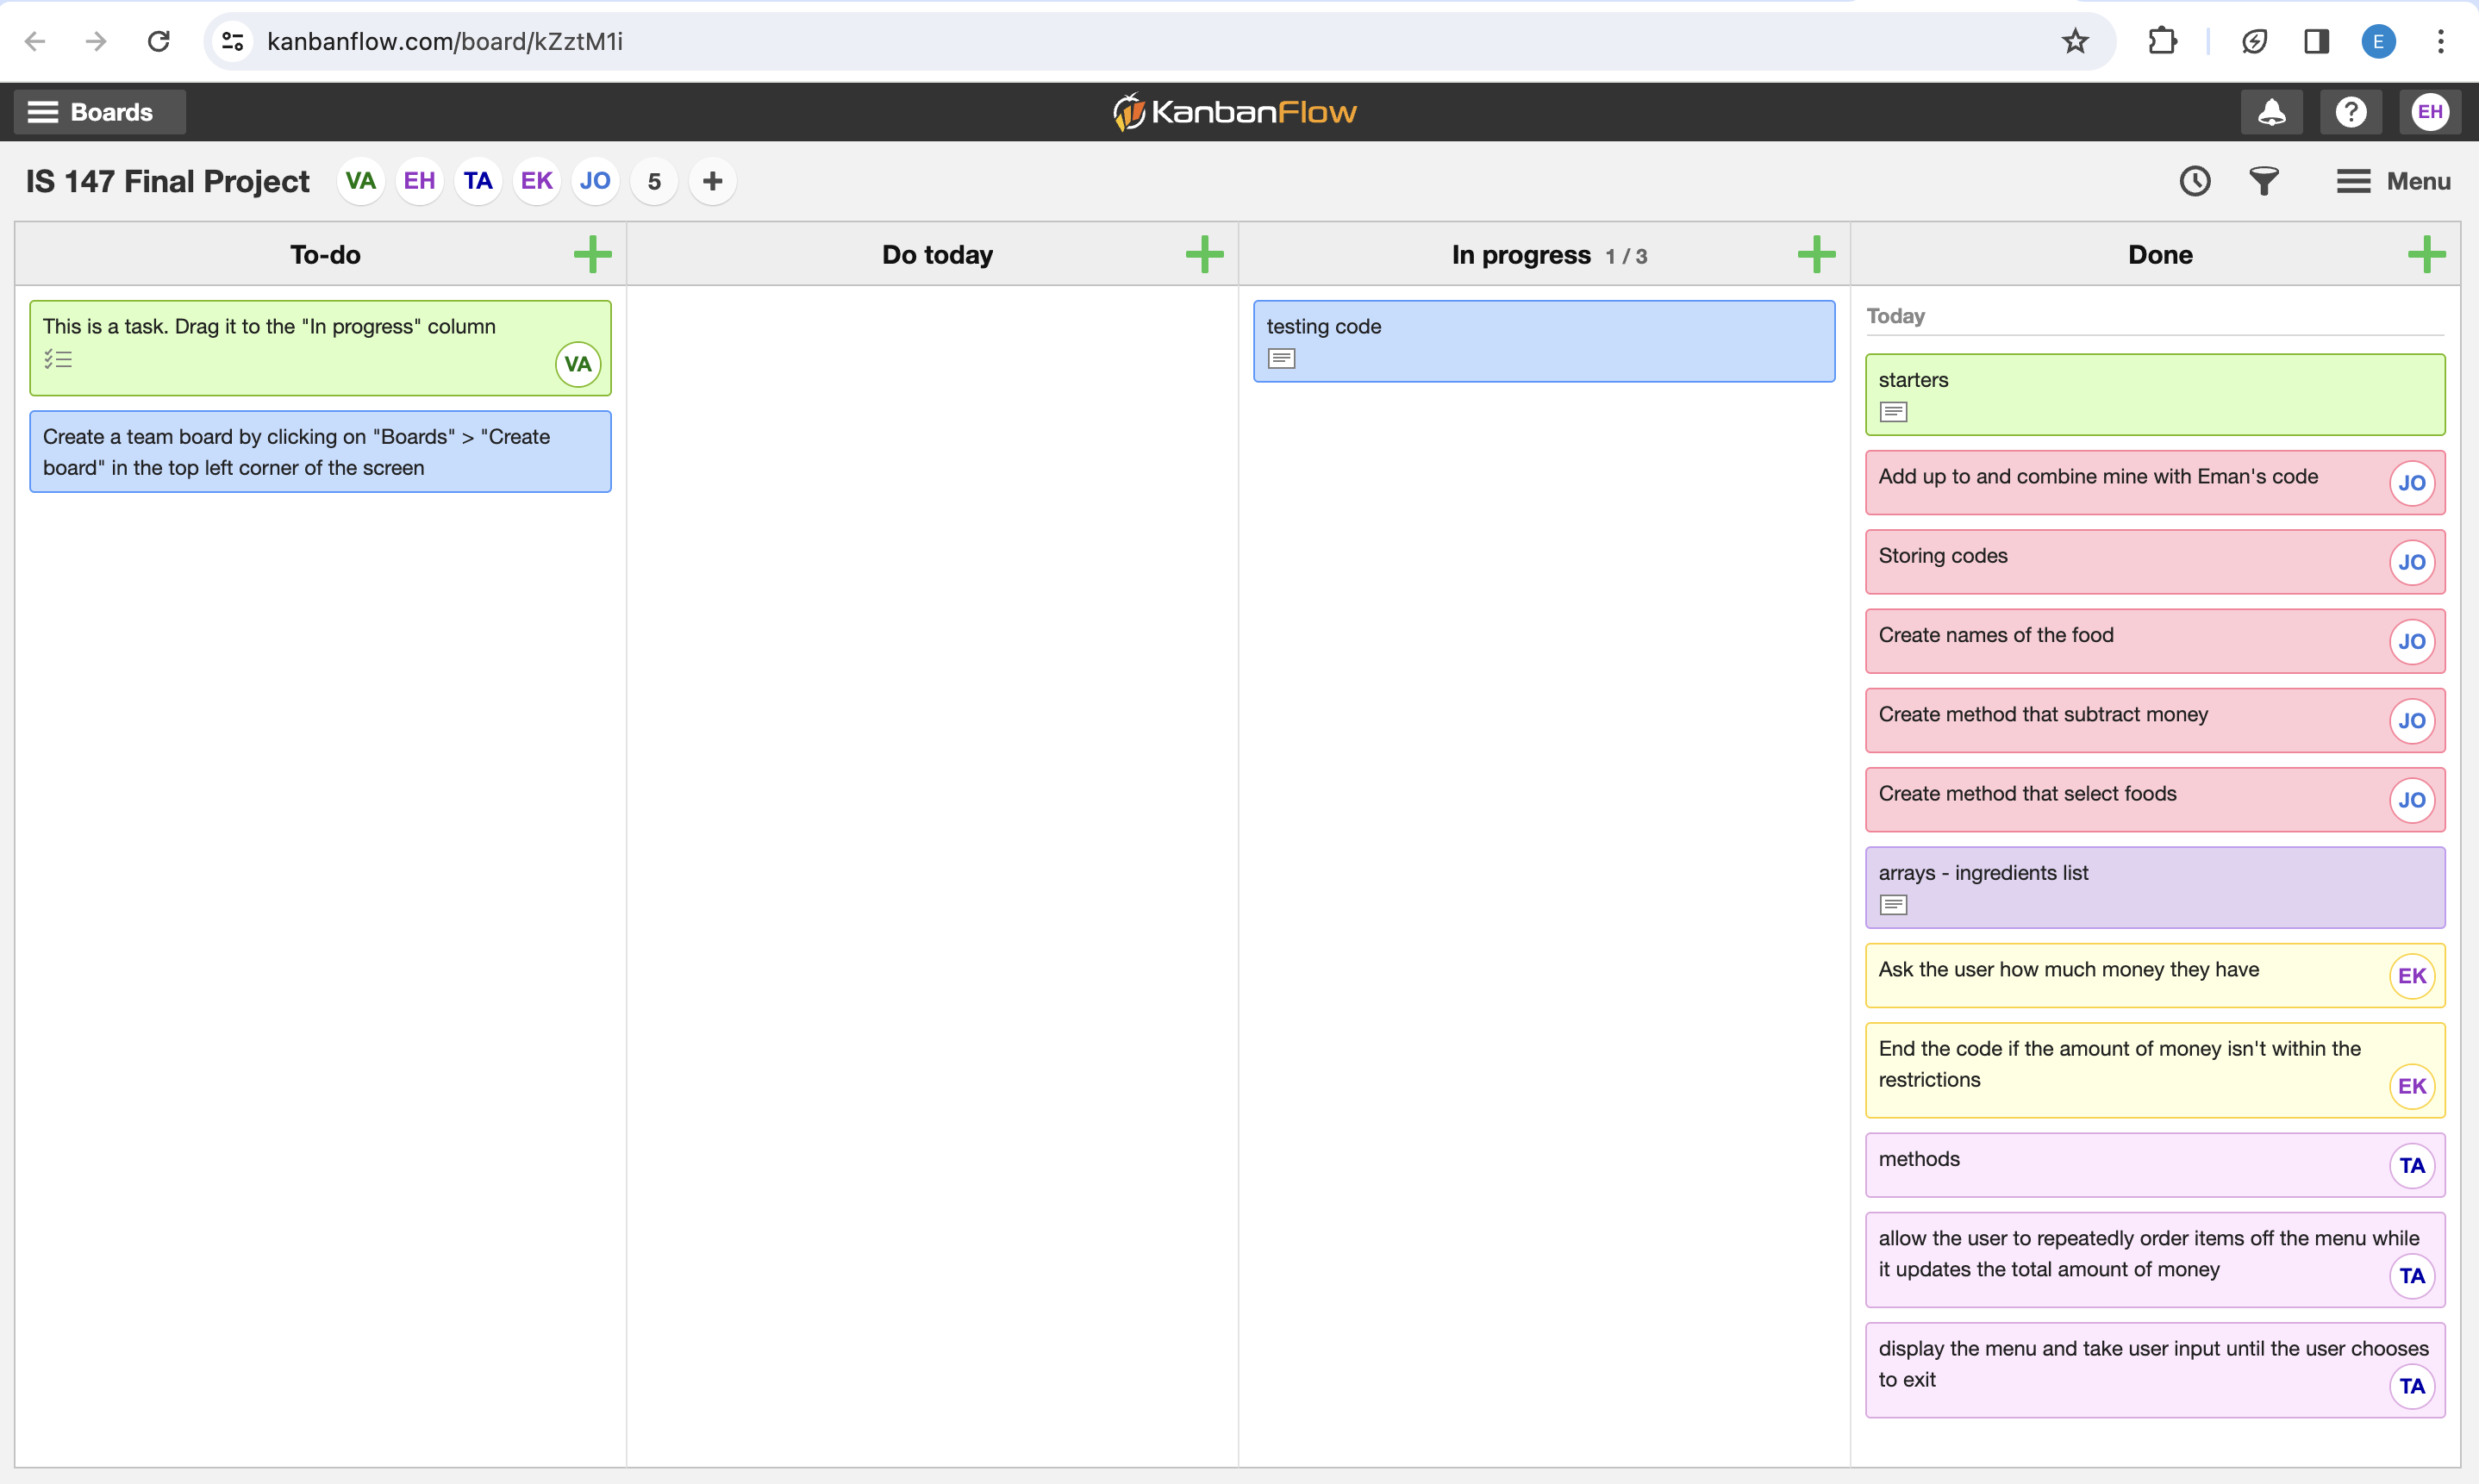 kanbanflow.com/board/kZztM1i
E
Boards
KanbanFlow
?
EH
IS 147 Final Project
VA
EH
TA
EK
JO
5
+
Menu
To-do
This is a task. Drag it to the "In progress" column
VA
Create a team board by clicking on "Boards" > "Create
board" in the top left corner of the screen
Do today
In progress 1 / 3
testing code
Done
Today
starters
Add up to and combine mine with Eman's code
JO
Storing codes
JO
Create names of the food
JO
Create method that subtract money
JO
Create method that select foods
JO
arrays - ingredients list
Ask the user how much money they have
EK
End the code if the amount of money isn't within the
restrictions
EK
methods
TA
allow the user to repeatedly order items off the menu while
it updates the total amount of money
TA
display the menu and take user input until the user chooses
to exit
TA